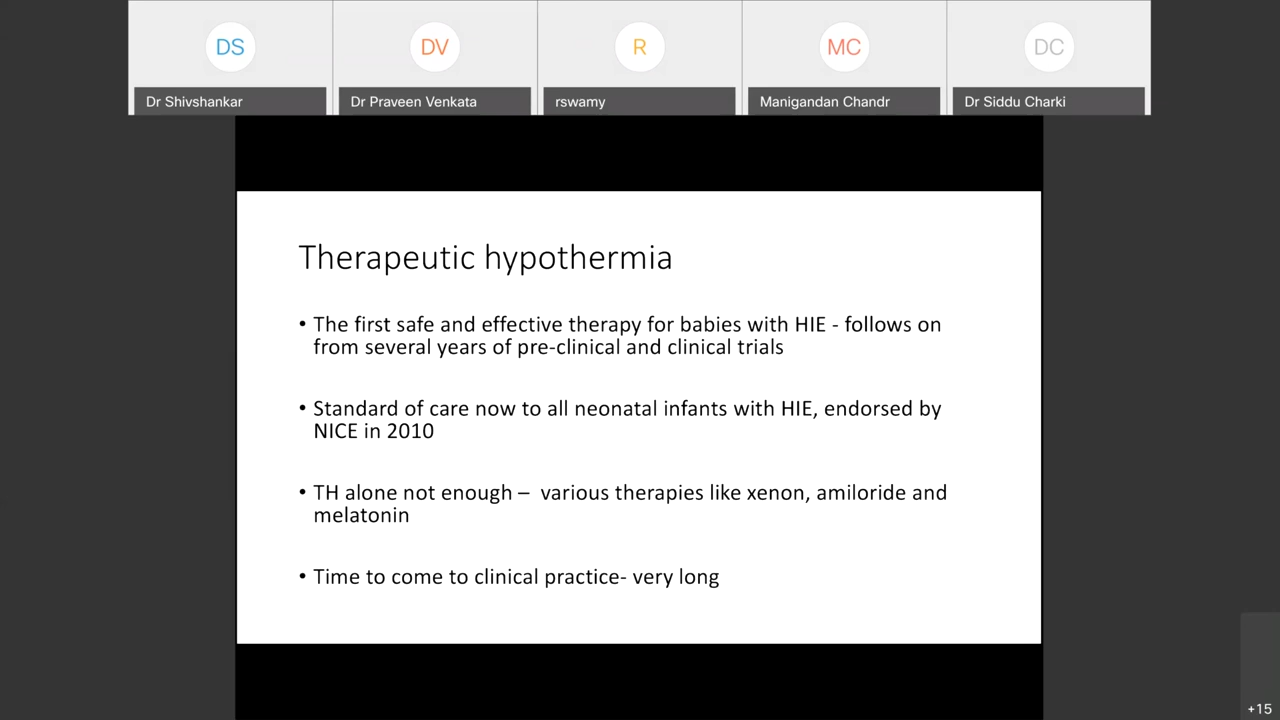 DS
DV
R
MC
DC
Dr Shivshankar
Dr Praveen Venkata
rswamy
Manigandan Chandr
Dr Siddu Charki
Therapeutic hypothermia
• The first safe and effective therapy for babies with HIE - follows on
from several years of pre-clinical and clinical trials
• Standard of care now to all neonatal infants with HIE, endorsed by
NICE in 2010
• TH alone not enough – various therapies like xenon, amiloride and
melatonin
• Time to come to clinical practice- very long
+15